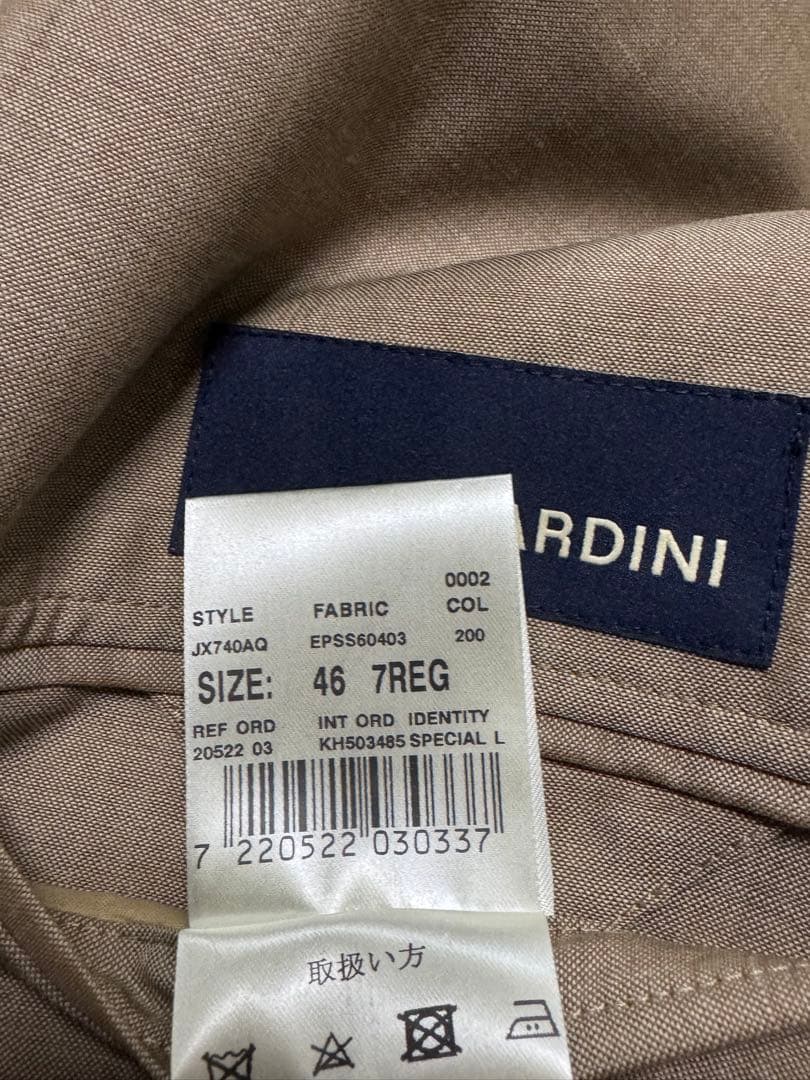 ARDINI
0002
STYLE FABRIC COL
JX740AQ EPSS60403 200
SIZE: 46 7REG
REF ORD INT ORD IDENTITY
20522 03 KH503485 SPECIAL L
7 220522 030337
取扱い方